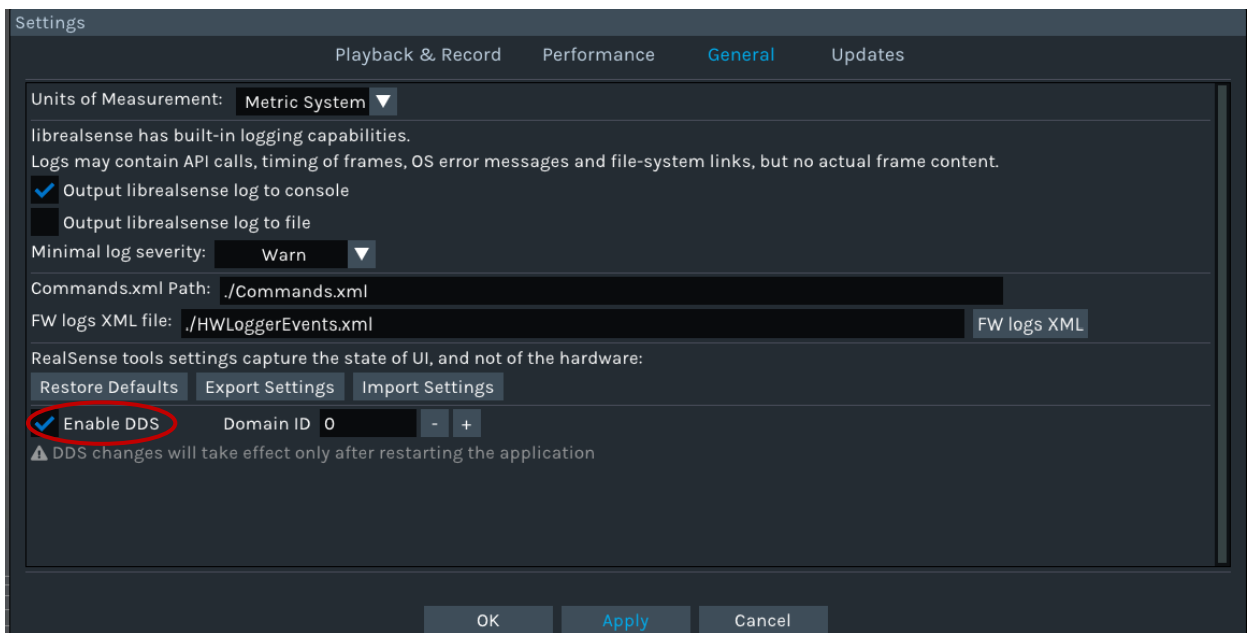 Settings
Playback & Record Performance General Updates
Units of Measurement: Metric System
librealsense has built-in logging capabilities.
Logs may contain API calls, timing of frames, OS error messages and file-system links, but no actual frame content.
Output librealsense log to console
Output librealsense log to file
Minimal log severity: Warn
Commands.xml Path: ./Commands.xml
FW logs XML file: ./HWLoggerEvents.xml FW logs XML
RealSense tools settings capture the state of UI, and not of the hardware:
Restore Defaults Export Settings Import Settings
Enable DDS Domain ID 0 - +
DDS changes will take effect only after restarting the application
OK Apply Cancel